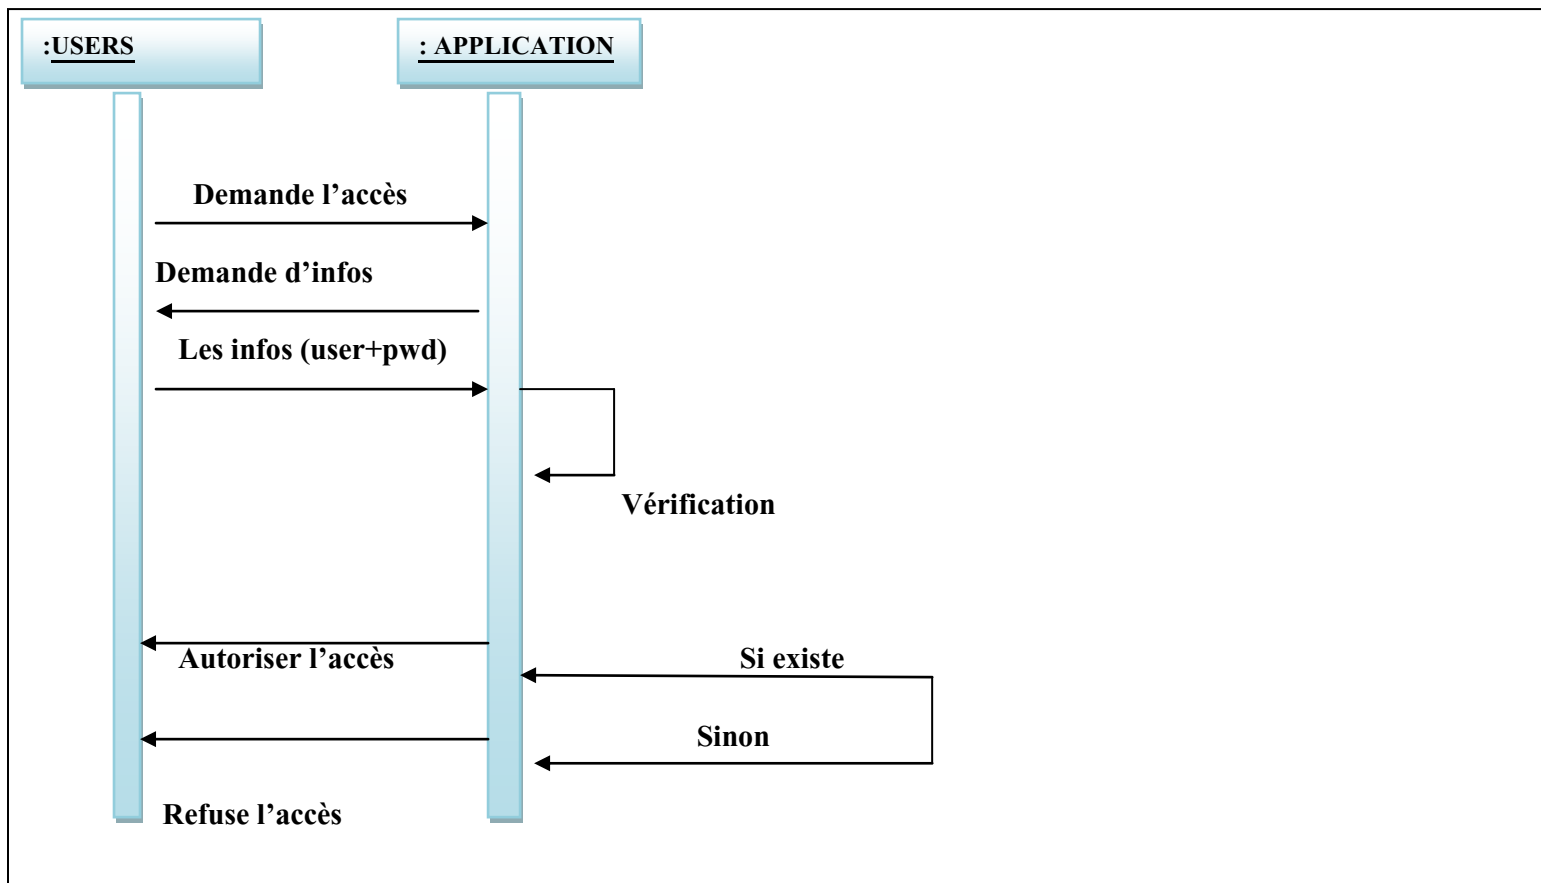 :USERS
: APPLICATION
Demande l’accès
Demande d’infos
Les infos (user+pwd)
Vérification
Autoriser l’accès
Si existe
Sinon
Refuse l’accès